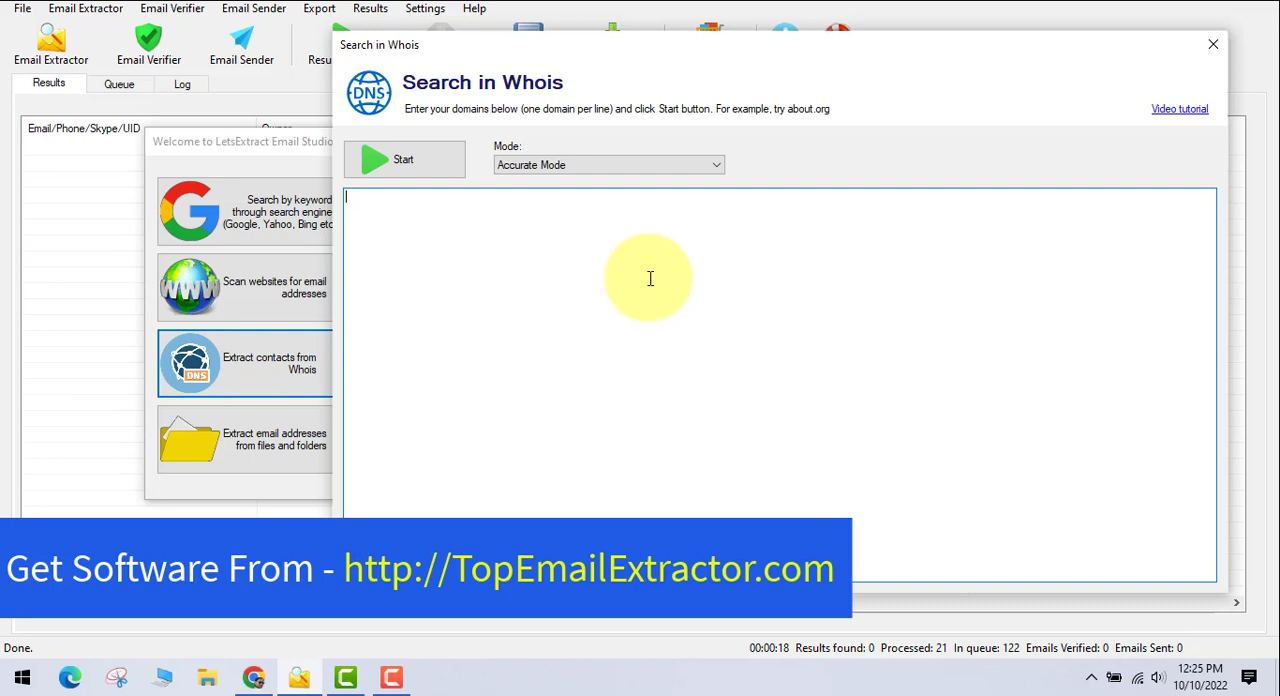 File Email Extractor Email Verifier Email Sender Export Results Settings Help
Email Extractor Email Verifier Email Sender Resu
Results Queue Log
Email/Phone/Skype/UID
Welcome to LetsExtract Email Studio
Search by keyword
through search engine
(Google, Yahoo, Bing etc
Scan websites for email
addresses
Extract contacts from
Whois
DNS
Extract email addresses
from files and folders
Search in Whois
DNS
Search in Whois
Enter your domains below (one domain per line) and click Start button. For example, try about.org
Video tutorial
Start
Mode:
Accurate Mode
Get Software From - http://TopEmailExtractor.com
Done.
00:00:18 Results found: 0 Processed: 21 In queue: 122 Emails Verified: 0 Emails Sent: 0
12:25 PM
10/10/2022